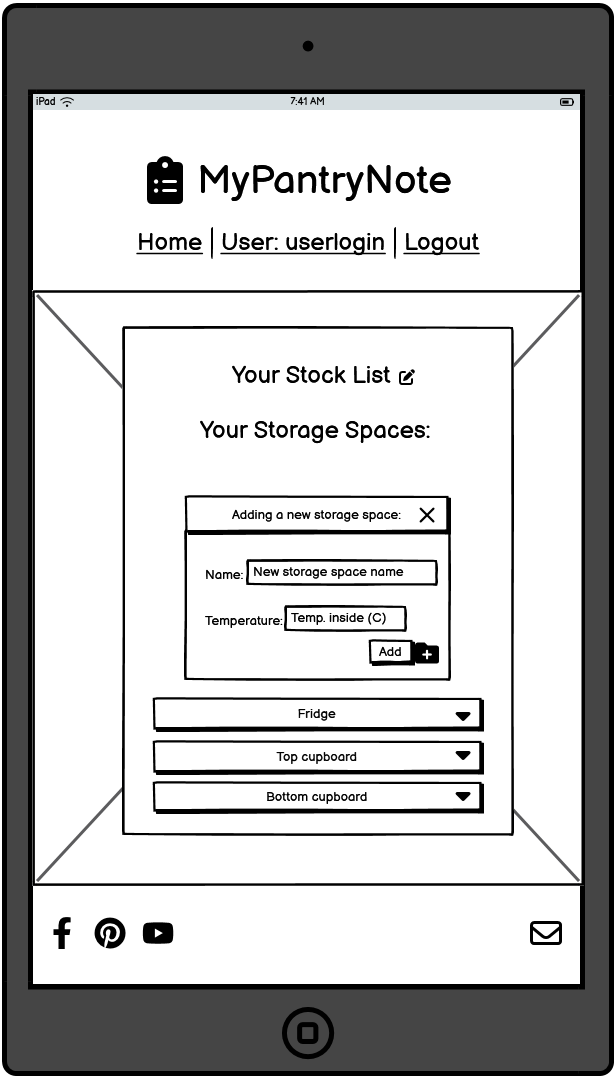 iPad 7:41 AM
MyPantryNote
Home User: userlogin Logout
Your Stock List
Your Storage Spaces:
Adding a new storage space:
Name: New storage space name
Temperature: Temp. inside (C)
Add
Fridge
Top cupboard
Bottom cupboard